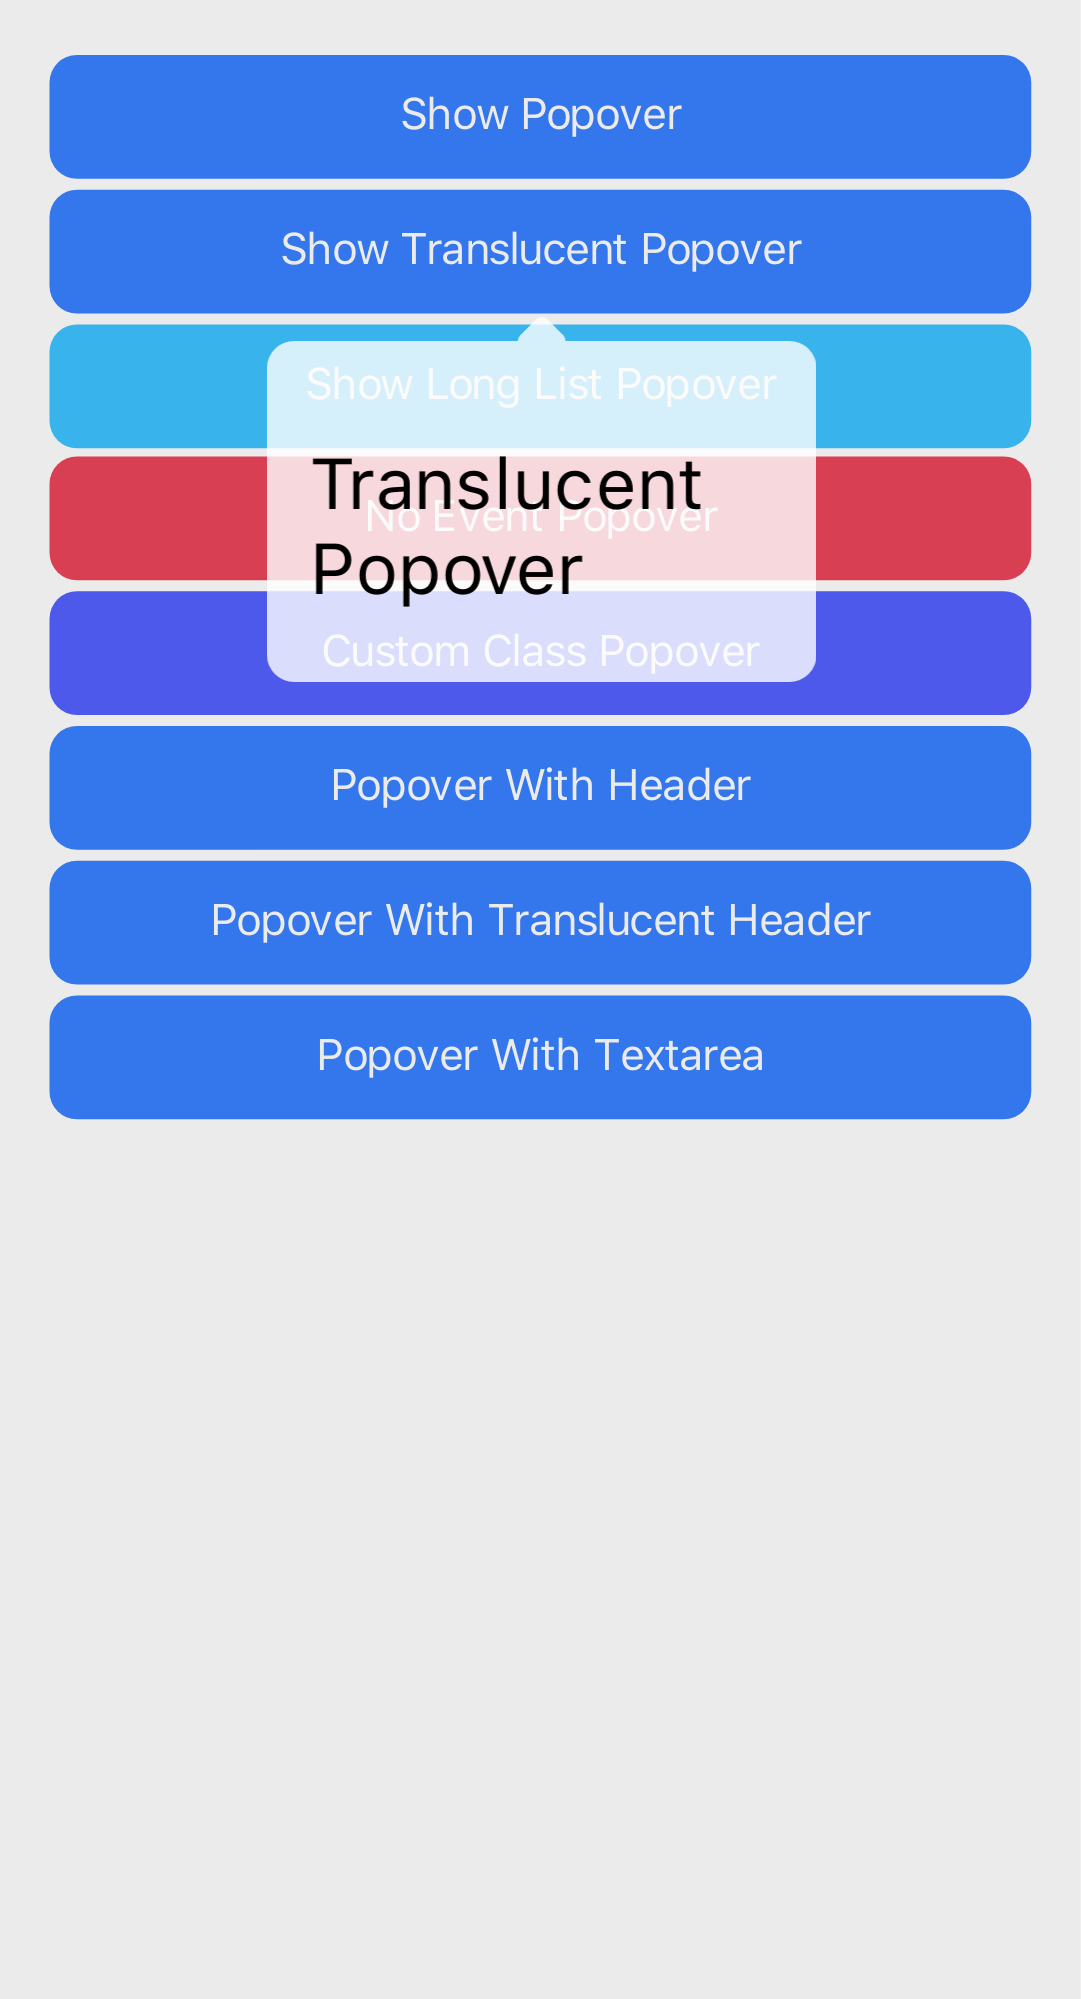 Show Popover
Show Translucent Popover
Show Long List Popover
Translucent
No Event Popover
Popover
Custom Class Popover
Popover With Header
Popover With Translucent Header
Popover With Textarea